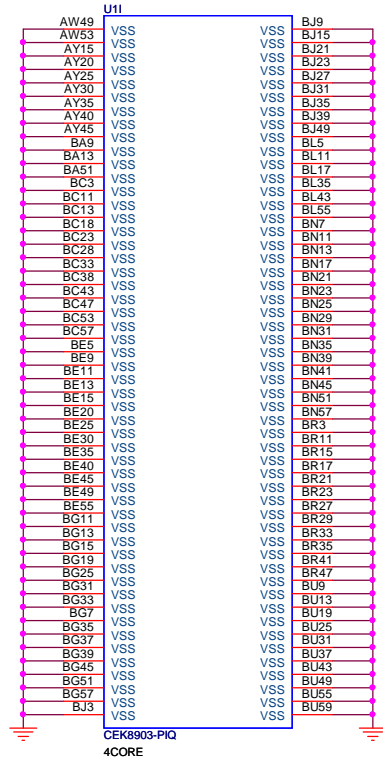 U1I
AW49 VSS VSS BJ9
AW53 VSS VSS BJ15
AY15 VSS VSS BJ21
AY20 VSS VSS BJ23
AY25 VSS VSS BJ27
AY30 VSS VSS BJ31
AY35 VSS VSS BJ35
AY40 VSS VSS BJ39
AY45 VSS VSS BJ49
BA9 VSS VSS BL5
BA13 VSS VSS BL11
BA51 VSS VSS BL17
BC3 VSS VSS BL35
BC11 VSS VSS BL43
BC13 VSS VSS BL55
BC18 VSS VSS BN7
BC23 VSS VSS BN11
BC28 VSS VSS BN13
BC33 VSS VSS BN17
BC38 VSS VSS BN21
BC43 VSS VSS BN23
BC47 VSS VSS BN25
BC53 VSS VSS BN29
BC57 VSS VSS BN31
BE5 VSS VSS BN35
BE9 VSS VSS BN39
BE11 VSS VSS BN41
BE13 VSS VSS BN45
BE15 VSS VSS BN51
BE20 VSS VSS BN57
BE25 VSS VSS BR3
BE30 VSS VSS BR11
BE35 VSS VSS BR15
BE40 VSS VSS BR17
BE45 VSS VSS BR21
BE49 VSS VSS BR23
BE55 VSS VSS BR27
BG11 VSS VSS BR29
BG13 VSS VSS BR33
BG15 VSS VSS BR35
BG19 VSS VSS BR41
BG25 VSS VSS BR47
BG31 VSS VSS BU9
BG33 VSS VSS BU13
BG7 VSS VSS BU19
BG35 VSS VSS BU25
BG37 VSS VSS BU31
BG39 VSS VSS BU37
BG45 VSS VSS BU43
BG51 VSS VSS BU49
BG57 VSS VSS BU55
BJ3 VSS VSS BU59
CEK8903-PIQ
4CORE